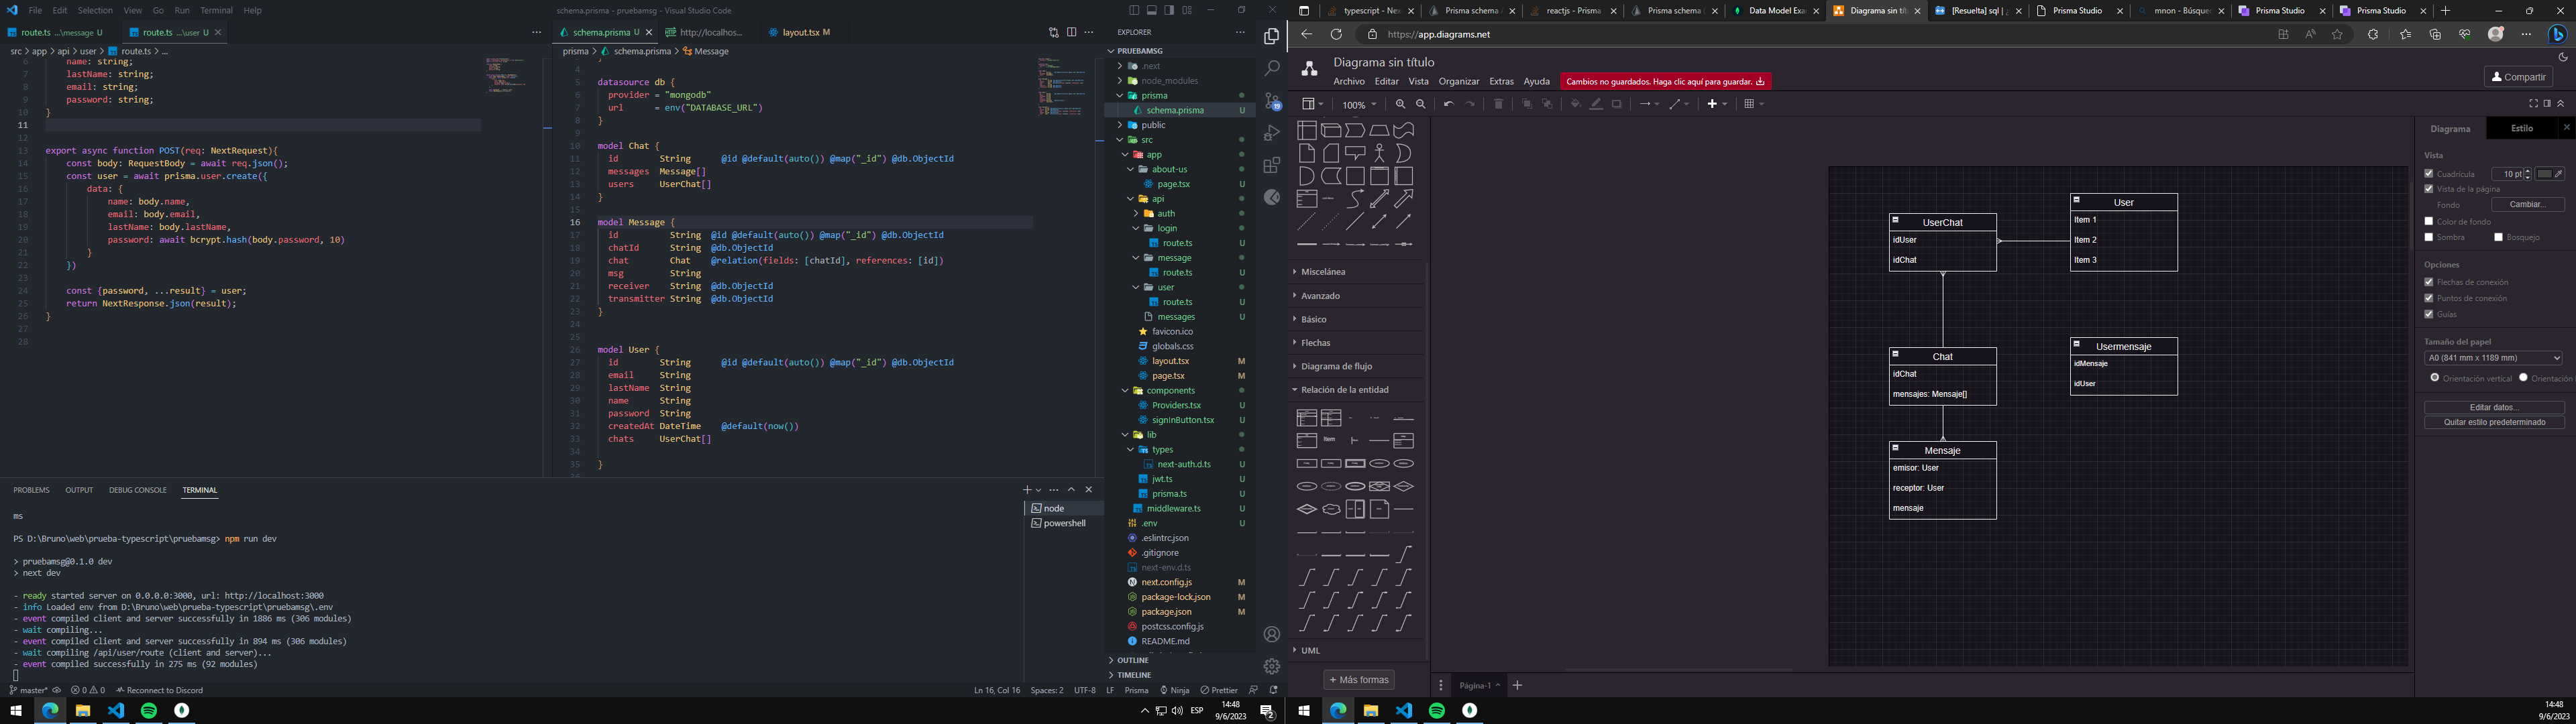 File Edit Selection View Go Run Terminal Help
schema.prisma - pruebamsg - Visual Studio Code
route.ts ...\message U
route.ts ...\user U
src > app > api > user > route.ts > ...
6 name: string;
7 lastName: string;
8 email: string;
9 password: string;
10 }
11
12
13 export async function POST(req: NextRequest){
14 const body: RequestBody = await req.json();
15 const user = await prisma.user.create({
16 data: {
17 name: body.name,
18 email: body.email,
19 lastName: body.lastName,
20 password: await bcrypt.hash(body.password, 10)
21 }
22 })
23
24 const {password, ...result} = user;
25 return NextResponse.json(result);
26 }
27
28
schema.prisma U
http://localhos...
layout.tsx M
prisma > schema.prisma > Message
3 }
4
5 datasource db {
6 provider = "mongodb"
7 url = env("DATABASE_URL")
8 }
9
10 model Chat {
11 id String @id @default(auto()) @map("_id") @db.ObjectId
12 messages Message[]
13 users UserChat[]
14 }
15
16 model Message {
17 id String @id @default(auto()) @map("_id") @db.ObjectId
18 chatId String @db.ObjectId
19 chat Chat @relation(fields: [chatId], references: [id])
20 msg String
21 receiver String @db.ObjectId
22 transmitter String @db.ObjectId
23 }
24
25
26 model User {
27 id String @id @default(auto()) @map("_id") @db.ObjectId
28 email String
29 lastName String
30 name String
31 password String
32 createdAt DateTime @default(now())
33 chats UserChat[]
34
35 }
EXPLORER
PRUEBAMSG
.next
node_modules
prisma
schema.prisma U
public
src
app
about-us
page.tsx U
api
auth
login
route.ts U
message
route.ts U
user
route.ts U
messages U
favicon.ico
globals.css
layout.tsx M
page.tsx M
components
Providers.tsx U
signInButton.tsx U
lib
types
next-auth.d.ts U
jwt.ts U
prisma.ts U
middleware.ts U
.env U
.eslintrc.json
.gitignore
next-env.d.ts
next.config.js M
package-lock.json M
package.json M
postcss.config.js
README.md
OUTLINE
TIMELINE
19
PROBLEMS OUTPUT DEBUG CONSOLE TERMINAL
ms
PS D:\Bruno\web\prueba-typescript\pruebamsg> npm run dev
> pruebamsg@0.1.0 dev
> next dev
- ready started server on 0.0.0.0:3000, url: http://localhost:3000
- info Loaded env from D:\Bruno\web\prueba-typescript\pruebamsg\.env
- event compiled client and server successfully in 1886 ms (306 modules)
- wait compiling...
- event compiled client and server successfully in 894 ms (306 modules)
- wait compiling /api/user/route (client and server)...
- event compiled successfully in 275 ms (92 modules)
node
powershell
master* 0 0 Reconnect to Discord
Ln 16, Col 16 Spaces: 2 UTF-8 LF Prisma Ninja Prettier
ESP
14:48
9/6/2023
2
typescript - Nex
Prisma schema
reactjs - Prisma
Prisma schema
Data Model Exa
Diagrama sin tít
[Resuelta] sql | ¿
Prisma Studio
mnon - Búsque
Prisma Studio
Prisma Studio
https://app.diagrams.net
Diagrama sin título
Archivo Editar Vista Organizar Extras Ayuda
Cambios no guardados. Haga clic aquí para guardar.
Compartir
100%
Miscelánea
Avanzado
Básico
Flechas
Diagrama de flujo
Relación de la entidad
UML
+ Más formas
UserChat
idUser
idChat
User
Item 1
Item 2
Item 3
Chat
idChat
mensajes: Mensaje[]
Usermensaje
idMensaje
idUser
Mensaje
emisor: User
receptor: User
mensaje
Página-1
Diagrama Estilo
Vista
Cuadrícula 10 pt
Vista de la página
Fondo Cambiar...
Color de fondo
Sombra Bosquejo
Opciones
Flechas de conexión
Puntos de conexión
Guías
Tamaño del papel
A0 (841 mm x 1189 mm)
Orientación vertical Orientación
Editar datos...
Quitar estilo predeterminado
14:48
9/6/2023